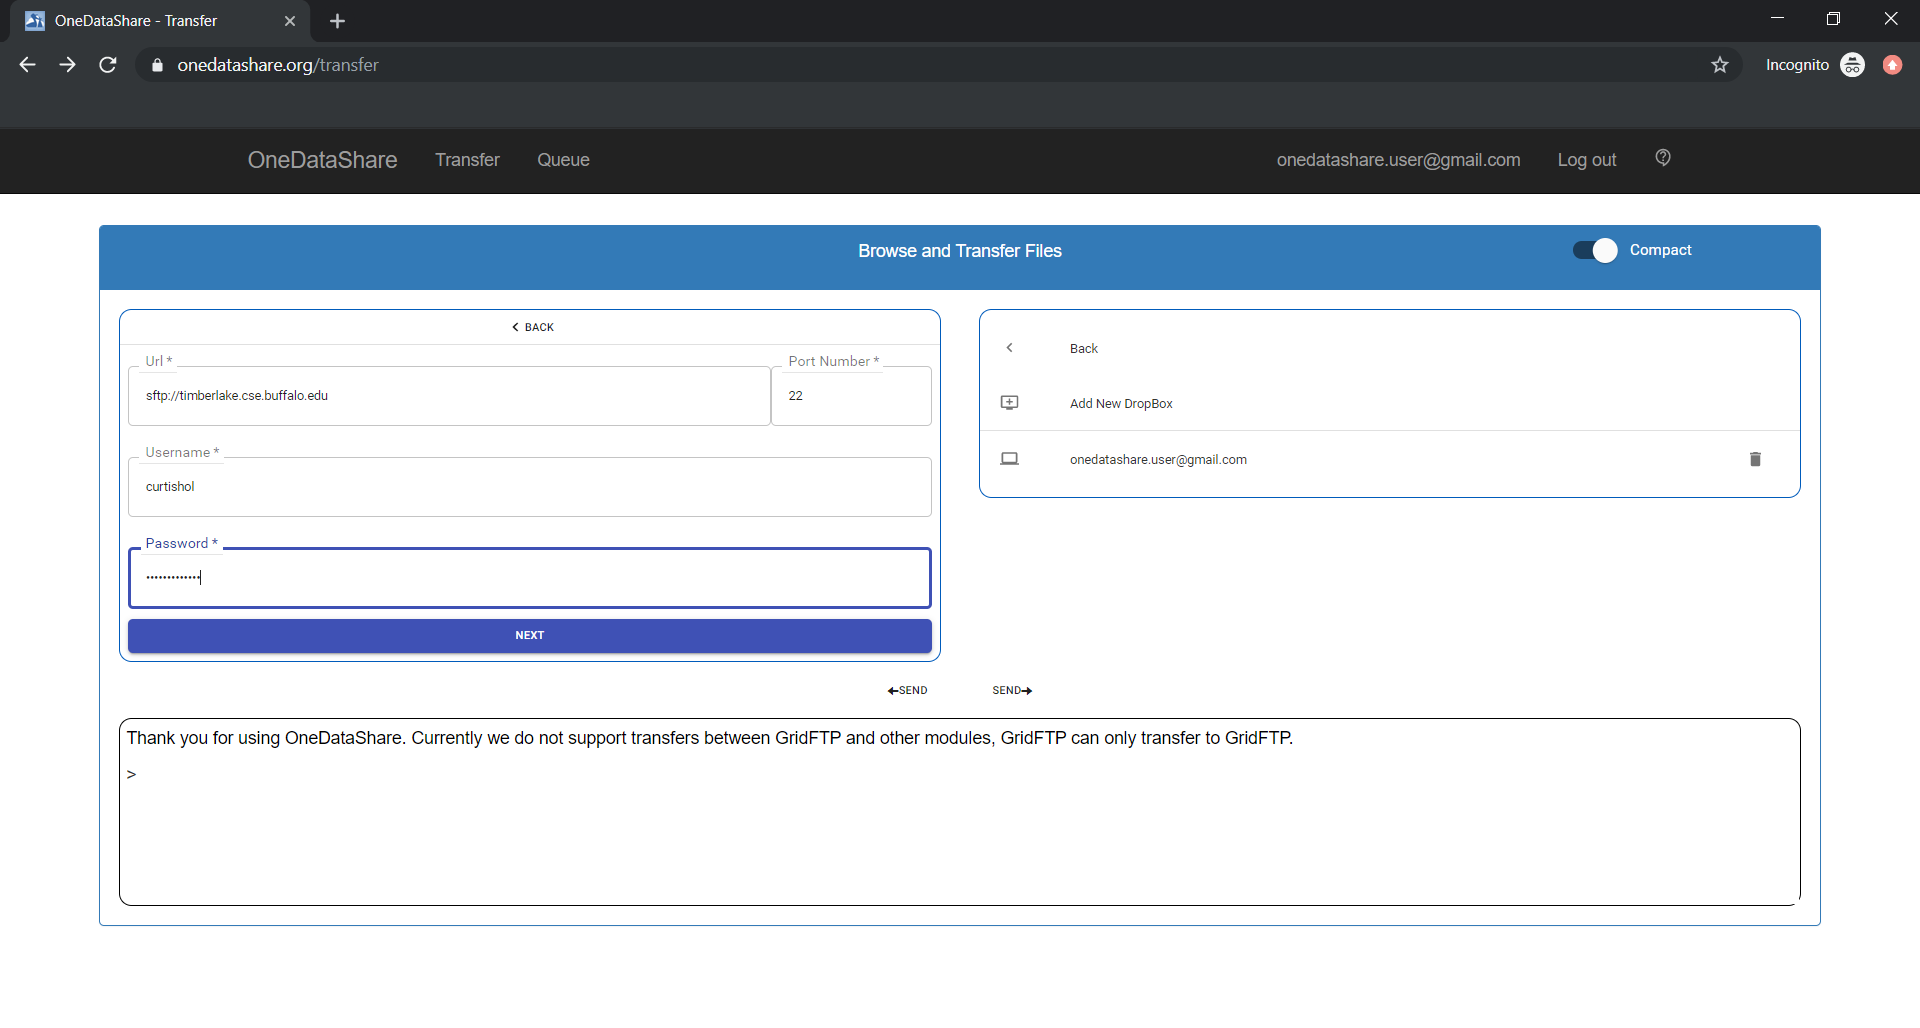 OneDataShare - Transfer
onedatashare.org/transfer
Incognito
OneDataShare Transfer Queue onedatashare.user@gmail.com Log out
Browse and Transfer Files
Compact
BACK
Url *
sftp://timberlake.cse.buffalo.edu
Port Number *
22
Username *
curtishol
Password *
•••••••••••••
NEXT
Back
Add New DropBox
onedatashare.user@gmail.com
SEND SEND
Thank you for using OneDataShare. Currently we do not support transfers between GridFTP and other modules, GridFTP can only transfer to GridFTP.
>